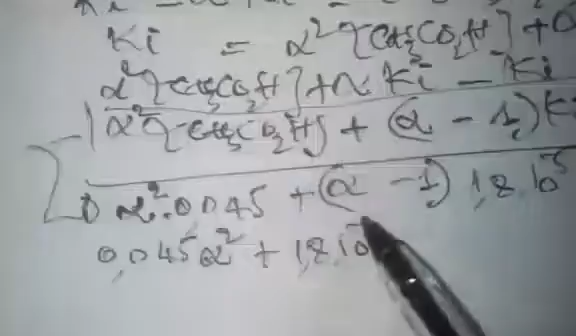 Ki = α²[CH₃CO₂H] +
α²[CH₃CO₂H] + α Ki - Ki
α²[CH₃CO₂H] + (α - 1) Ki
α².0,045 + (α - 1) 1,8.10⁻⁵
0,045α² + 1,8.10